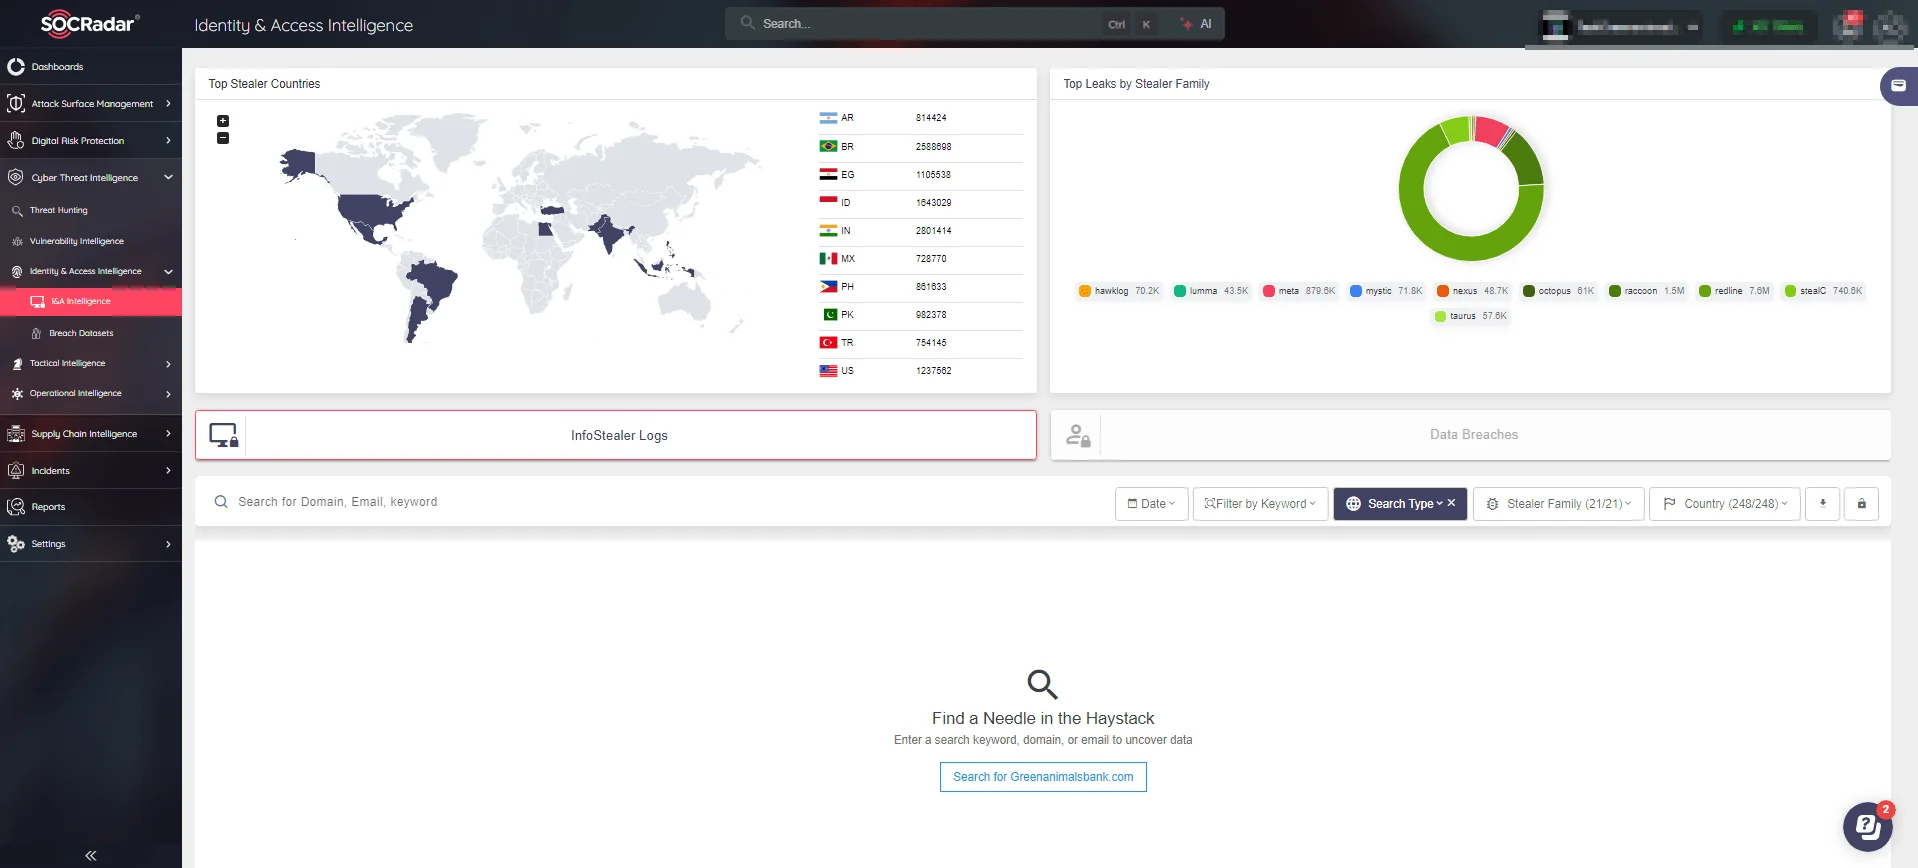 SOCRadar®
Identity & Access Intelligence
Search...
Ctrl
K
AI
Dashboards
Attack Surface Management
Digital Risk Protection
Cyber Threat Intelligence
Threat Hunting
Vulnerability Intelligence
Identity & Access Intelligence
I&A Intelligence
Breach Datasets
Tactical Intelligence
Operational Intelligence
Supply Chain Intelligence
Incidents
Reports
Settings
Top Stealer Countries
AR 814424
BR 2588698
EG 1105538
ID 1643029
IN 2801414
MX 728770
PH 861633
PK 982378
TR 754145
US 1237562
Top Leaks by Stealer Family
hawklog 70.2K lumma 43.5K meta 879.6K mystic 71.8K nexus 48.7K octopus 61K raccoon 1.5M redline 7.6M stealC 740.6K
taurus 57.6K
InfoStealer Logs
Data Breaches
Search for Domain, Email, keyword
Date
Filter by Keyword
Search Type
Stealer Family (21/21)
Country (248/248)
Find a Needle in the Haystack
Enter a search keyword, domain, or email to uncover data
Search for Greenanimalsbank.com
2